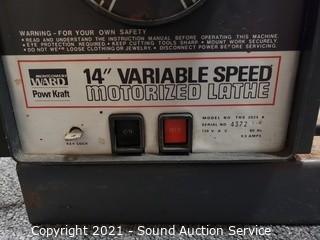 WARNING - FOR YOUR OWN SAFETY
• READ AND UNDERSTAND THE INSTRUCTION MANUAL BEFORE OPERATING THIS MACHINE.
• EYE PROTECTION REQUIRED. • KEEP CUTTING TOOLS SHARP • MOUNT WORK SECURELY.
• DO NOT WEAR LOOSE CLOTHING OR JEWELRY. • DISCONNECT POWER BEFORE SERVICING.
MONTGOMERY
WARD
Powr Kraft
14" VARIABLE SPEED
MOTORIZED LATHE
MODEL NO
SERIAL NO 4372
120 V. A C 60 Hz
AMPS
KEY LOCK
ON
Copyright 2021 - Sound Auction Service